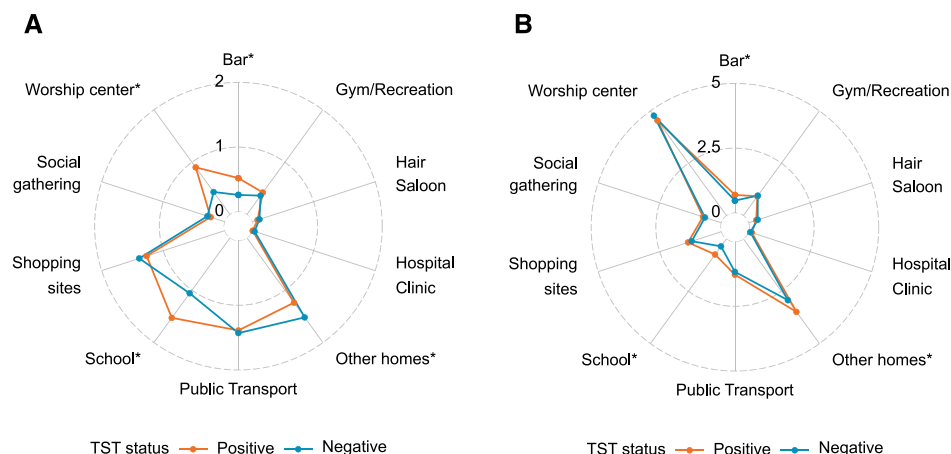 A
Bar*
2
Worship center*
Gym/Recreation
1
Social
gathering
Hair
Saloon
0
Shopping
sites
Hospital
Clinic
School*
Other homes*
Public Transport
TST status
Positive
Negative
B
Bar*
5
Worship center
Gym/Recreation
2.5
Social
gathering
Hair
Saloon
0
Shopping
sites
Hospital
Clinic
School*
Other homes*
Public Transport
TST status
Positive
Negative